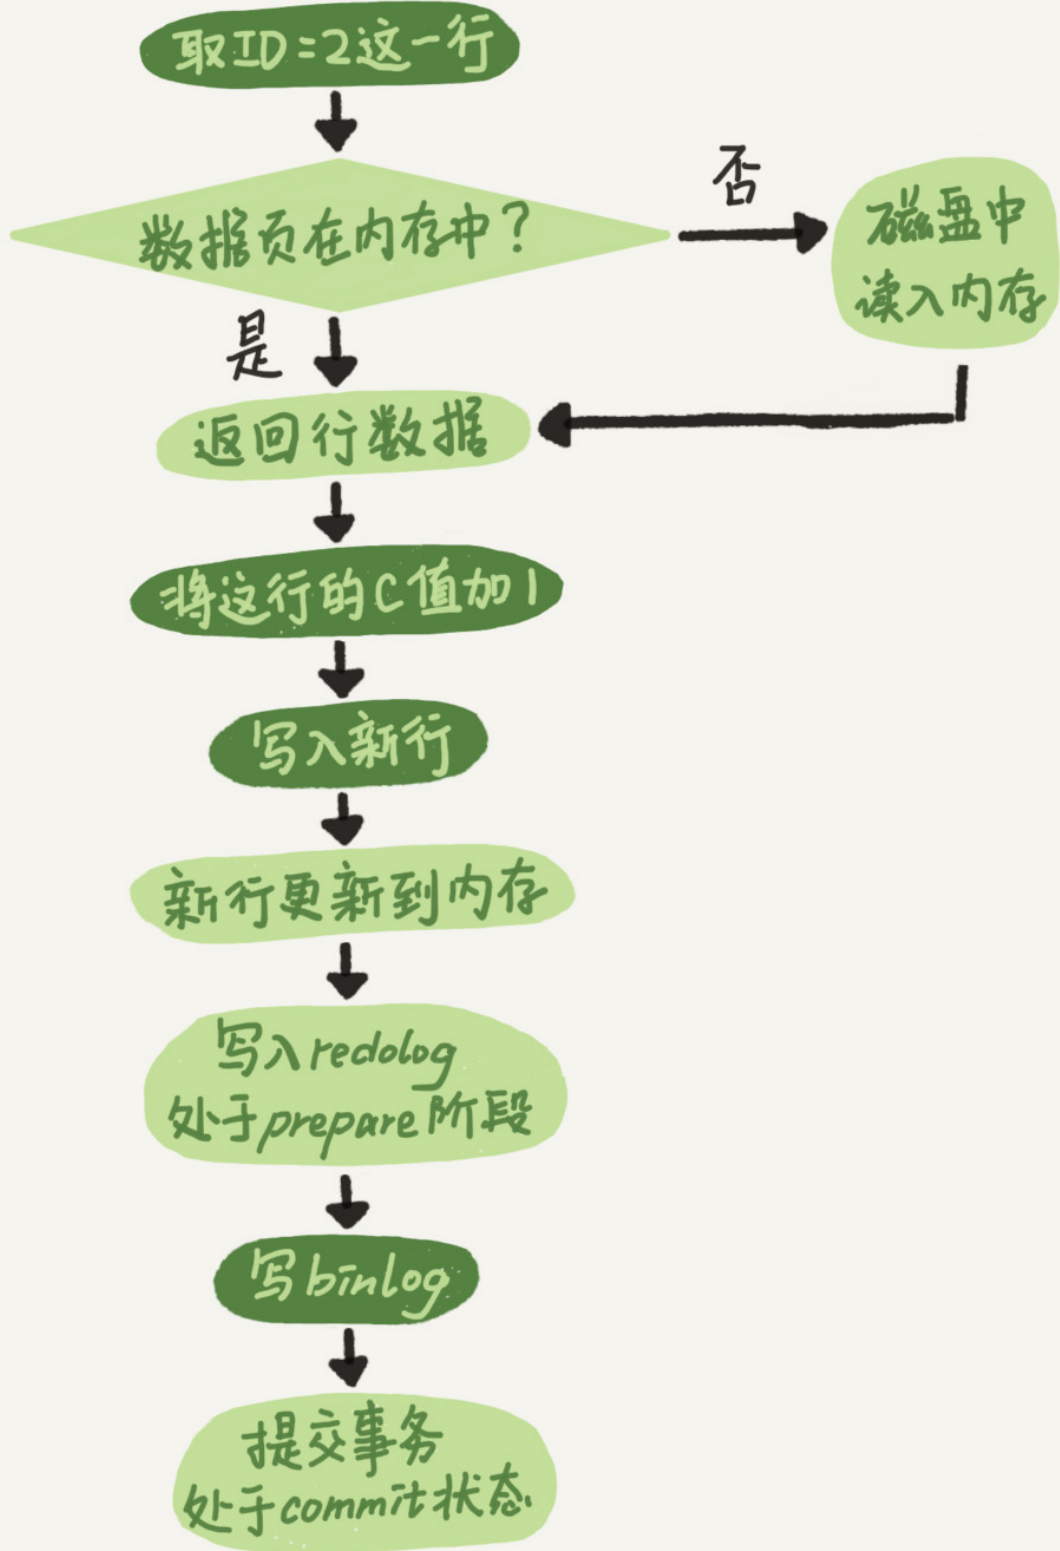 取ID=2这一行
数据页在内存中?
否
磁盘中
读入内存
是
返回行数据
将这行的C值加1
写入新行
新行更新到内存
写入redolog
处于prepare阶段
写binlog
提交事务
处于commit状态